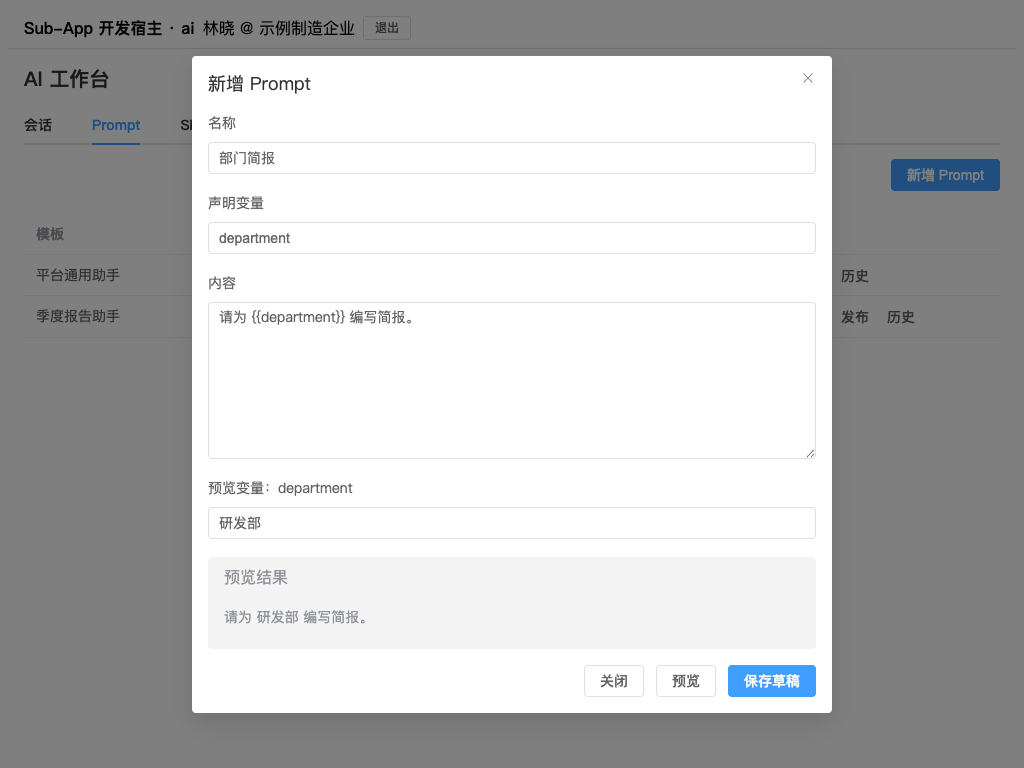 Sub-App 开发宿主 · ai 林晓 @ 示例制造企业 退出
AI 工作台
会话 Prompt
新增 Prompt
模板
平台通用助手 历史
季度报告助手 发布 历史
新增 Prompt
名称
部门简报
声明变量
department
内容
请为 {{department}} 编写简报。
预览变量：department
研发部
预览结果
请为 研发部 编写简报。
关闭 预览 保存草稿